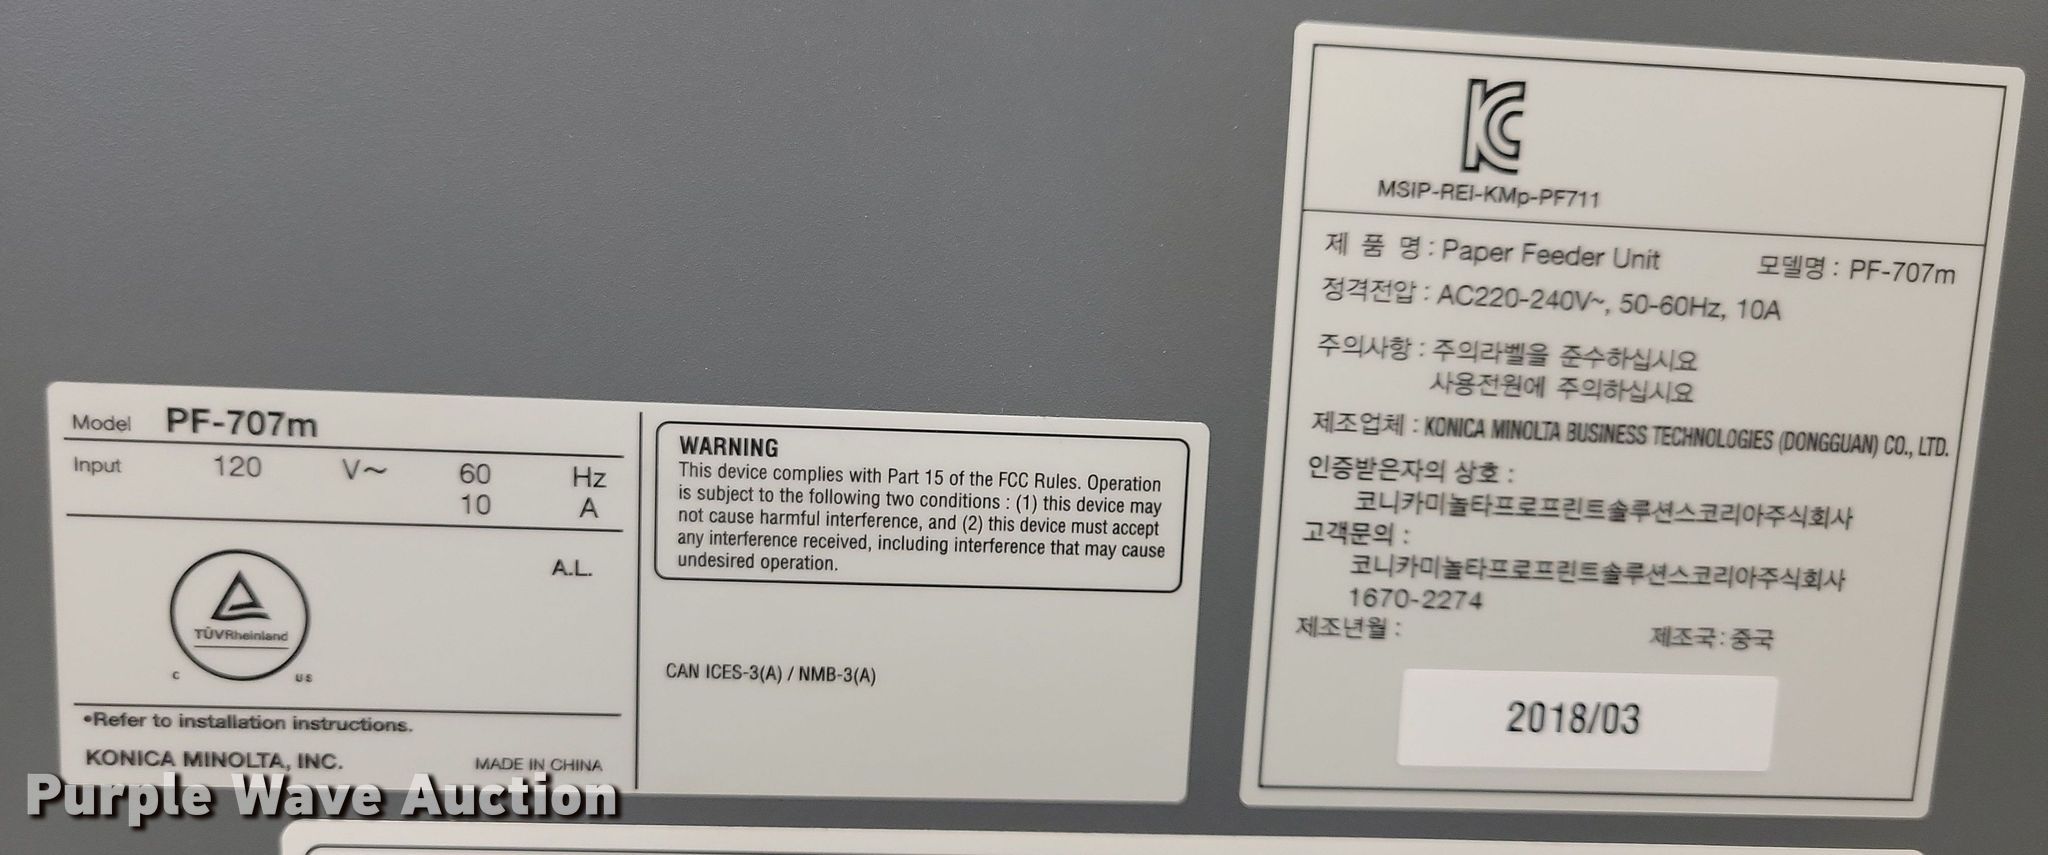 Model PF-707m
Input 120 V~ 60 Hz
10 A
A.L.
TÜVRheinland
C US
•Refer to installation instructions.
KONICA MINOLTA, INC. MADE IN CHINA
WARNING
This device complies with Part 15 of the FCC Rules. Operation
is subject to the following two conditions : (1) this device may
not cause harmful interference, and (2) this device must accept
any interference received, including interference that may cause
undesired operation.
CAN ICES-3(A) / NMB-3(A)
KC
MSIP-REI-KMp-PF711
제 품 명 : Paper Feeder Unit 모델명 : PF-707m
정격전압 : AC220-240V~, 50-60Hz, 10A
주의사항 : 주의라벨을 준수하십시요
사용전원에 주의하십시요
제조업체 : KONICA MINOLTA BUSINESS TECHNOLOGIES (DONGGUAN) CO., LTD.
인증받은자의 상호 :
코니카미놀타프로프린트솔루션스코리아주식회사
고객문의 :
코니카미놀타프로프린트솔루션스코리아주식회사
1670-2274
제조년월 : 제조국 : 중국
2018/03
Purple Wave Auction